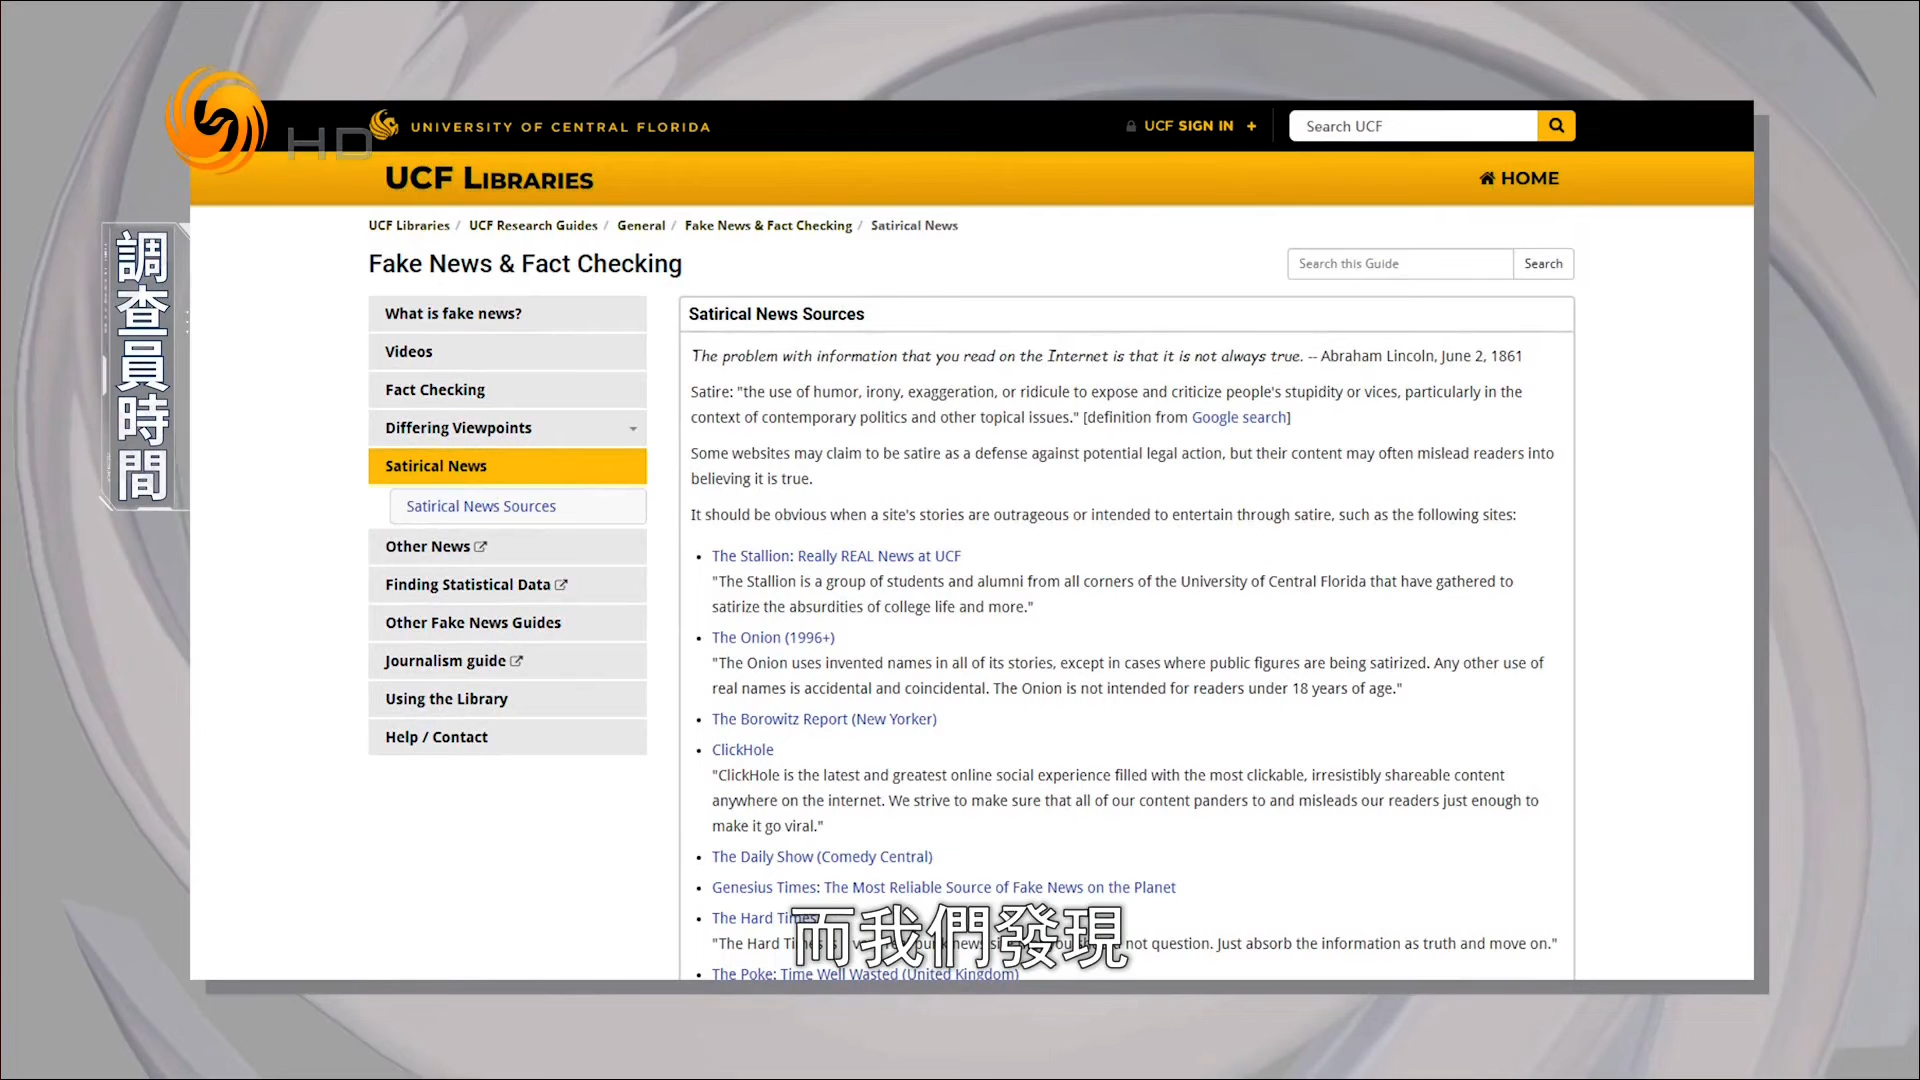 HD
UNIVERSITY OF CENTRAL FLORIDA
UCF SIGN IN +
Search UCF
UCF LIBRARIES
HOME
調查員時間
UCF Libraries / UCF Research Guides / General / Fake News & Fact Checking / Satirical News
Fake News & Fact Checking
Search this Guide
Search
What is fake news?
Videos
Fact Checking
Differing Viewpoints
Satirical News
Satirical News Sources
Other News
Finding Statistical Data
Other Fake News Guides
Journalism guide
Using the Library
Help / Contact
Satirical News Sources
The problem with information that you read on the Internet is that it is not always true. -- Abraham Lincoln, June 2, 1861
Satire: "the use of humor, irony, exaggeration, or ridicule to expose and criticize people's stupidity or vices, particularly in the
context of contemporary politics and other topical issues." [definition from Google search]
Some websites may claim to be satire as a defense against potential legal action, but their content may often mislead readers into
believing it is true.
It should be obvious when a site's stories are outrageous or intended to entertain through satire, such as the following sites:
• The Stallion: Really REAL News at UCF
"The Stallion is a group of students and alumni from all corners of the University of Central Florida that have gathered to
satirize the absurdities of college life and more."
• The Onion (1996+)
"The Onion uses invented names in all of its stories, except in cases where public figures are being satirized. Any other use of
real names is accidental and coincidental. The Onion is not intended for readers under 18 years of age."
• The Borowitz Report (New Yorker)
• ClickHole
"ClickHole is the latest and greatest online social experience filled with the most clickable, irresistibly shareable content
anywhere on the internet. We strive to make sure that all of our content panders to and misleads our readers just enough to
make it go viral."
• The Daily Show (Comedy Central)
• Genesius Times: The Most Reliable Source of Fake News on the Planet
• The Hard Times
"The Hard Times not question. Just absorb the information as truth and move on."
• The Poke: Time Well Wasted (United Kingdom)
而我們發現